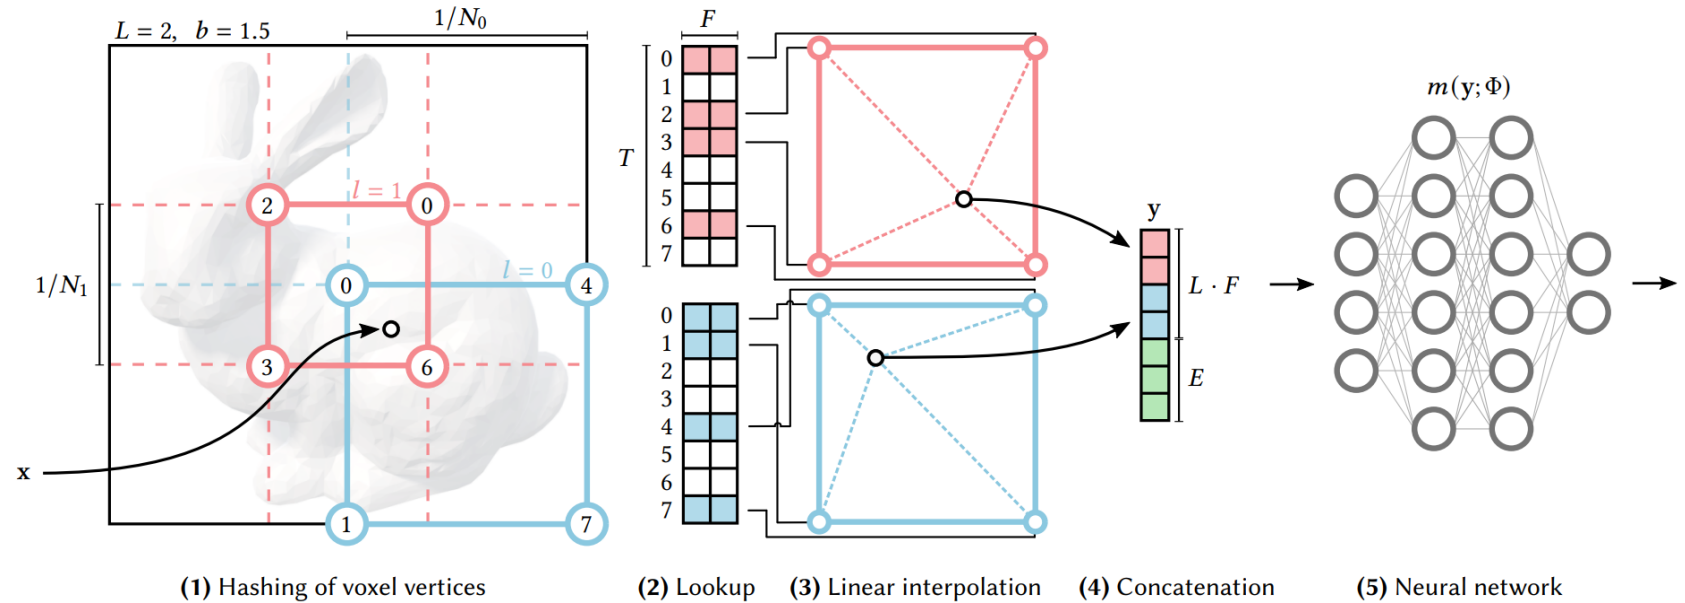 L = 2, b = 1.5
1/N₀
l = 1
2
0
1/N₁
l = 0
0
4
3
6
x
1
7
F
T
0
1
2
3
4
5
6
7
0
1
2
3
4
5
6
7
y
L · F
E
m(y; Φ)
(1) Hashing of voxel vertices
(2) Lookup
(3) Linear interpolation
(4) Concatenation
(5) Neural network